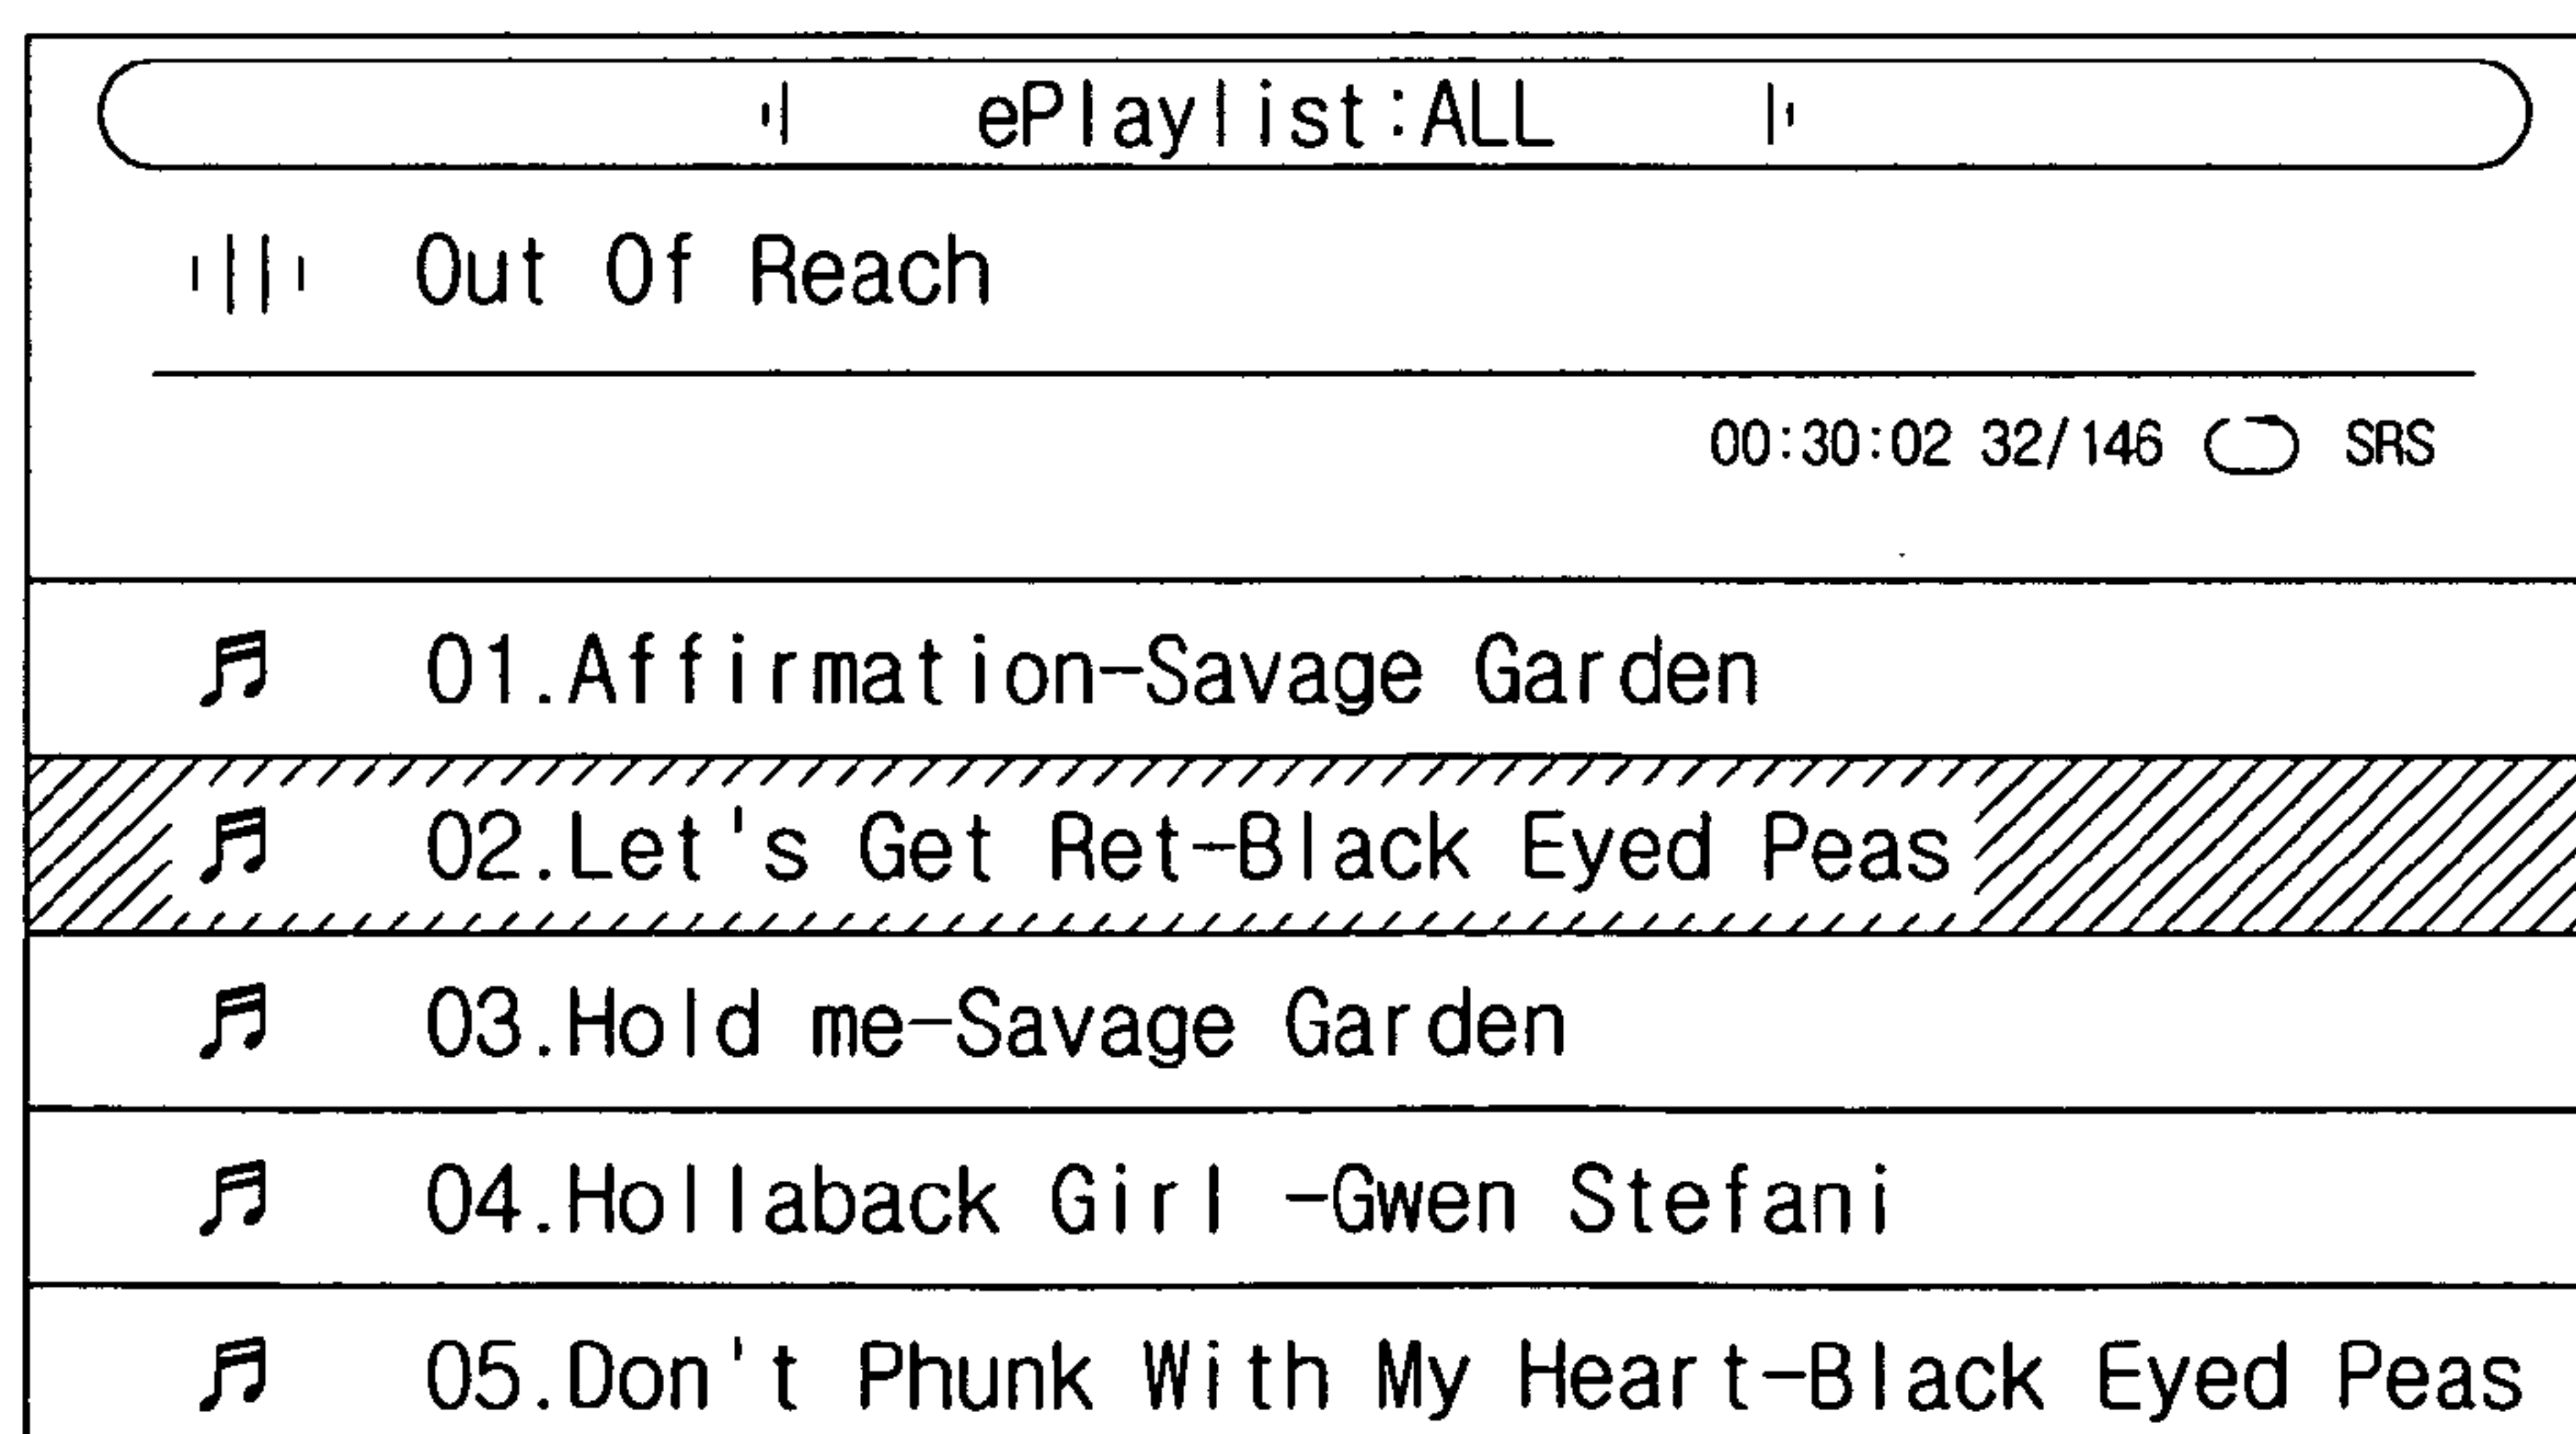 ePlaylist:ALL
Out Of Reach
00:30:02 32/146 SRS
01.Affirmation-Savage Garden
02.Let's Get Ret-Black Eyed Peas
03.Hold me-Savage Garden
04.Hollaback Girl -Gwen Stefani
05.Don't Phunk With My Heart-Black Eyed Peas